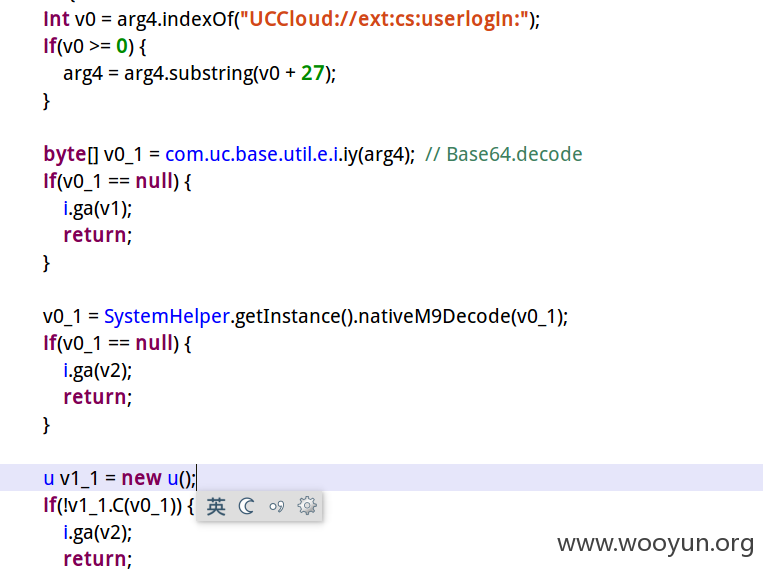 Int v0 = arg4.indexOf("UCCloud://ext:cs:userlogIn:");
If(v0 >= 0) {
arg4 = arg4.substring(v0 + 27);
}
byte[] v0_1 = com.uc.base.util.e.i.iy(arg4); // Base64.decode
If(v0_1 == null) {
i.ga(v1);
return;
}
v0_1 = SystemHelper.getInstance().nativeM9Decode(v0_1);
If(v0_1 == null) {
i.ga(v2);
return;
}
u v1_1 = new u();
If(!v1_1.C(v0_1)) {
英
i.ga(v2);
return;
www.wooyun.org